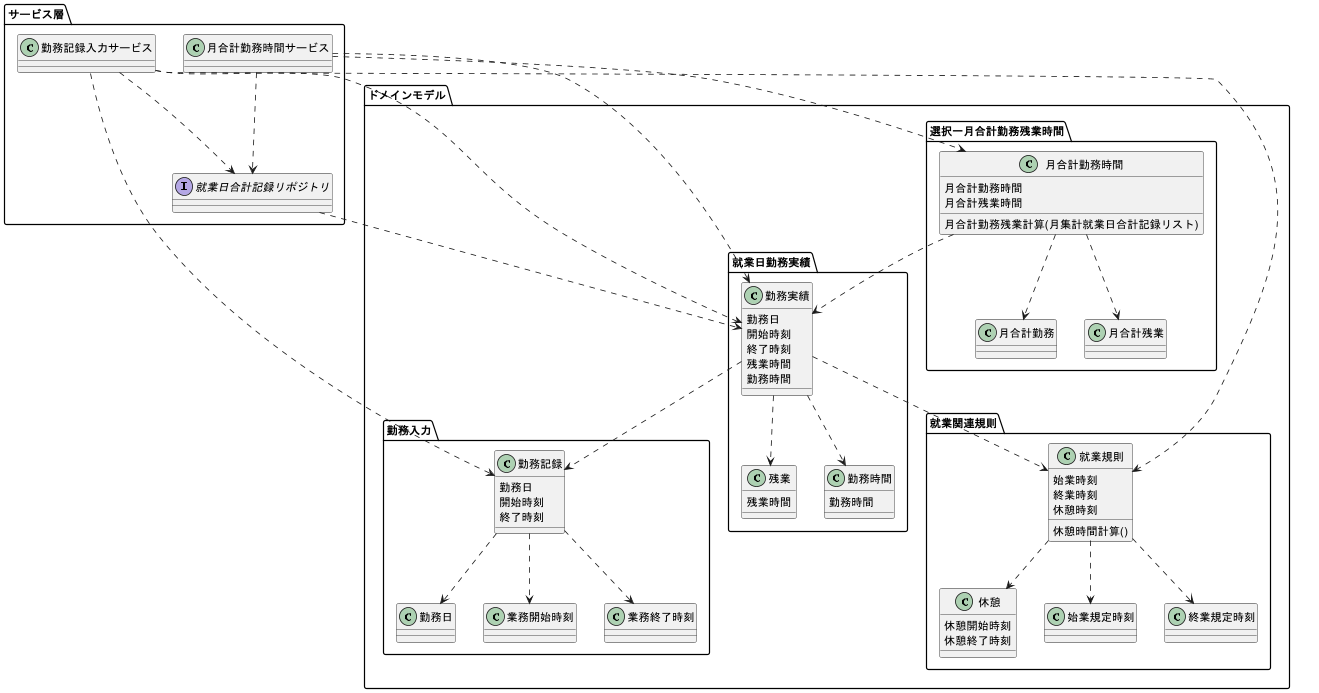 サービス層
C 勤務記録入力サービス
C 月合計勤務時間サービス
I 就業日合計記録リポジトリ
ドメインモデル
選択ー月合計勤務残業時間
C 月合計勤務時間
月合計勤務時間
月合計残業時間
月合計勤務残業計算(月集計就業日合計記録リスト)
C 月合計勤務
C 月合計残業
就業日勤務実績
C 勤務実績
勤務日
開始時刻
終了時刻
残業時間
勤務時間
C 残業
残業時間
C 勤務時間
勤務時間
勤務入力
C 勤務記録
勤務日
開始時刻
終了時刻
C 勤務日
C 業務開始時刻
C 業務終了時刻
就業関連規則
C 就業規則
始業時刻
終業時刻
休憩時刻
休憩時間計算()
C 休憩
休憩開始時刻
休憩終了時刻
C 始業規定時刻
C 終業規定時刻